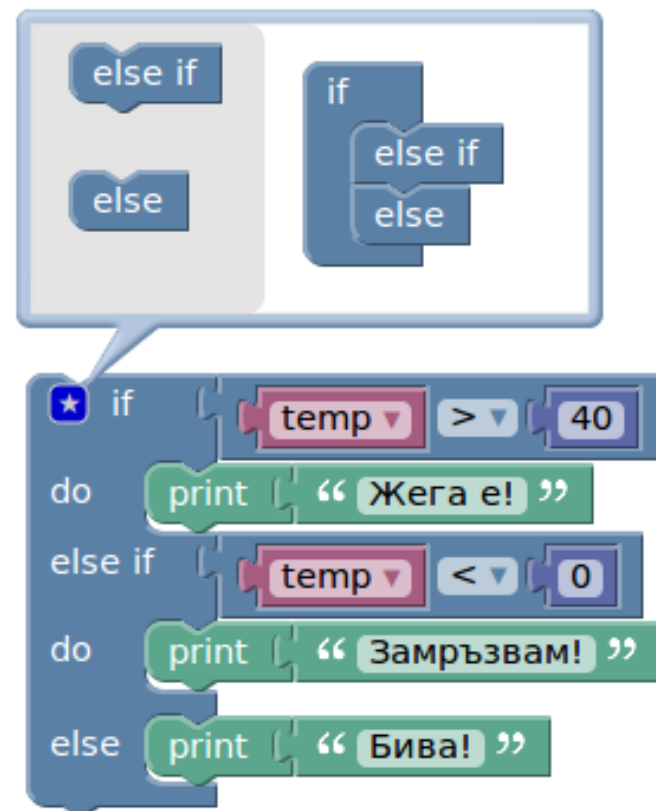 else if
else
if
else if
else
if temp > 40
do print “ Жега е! ”
else if temp < 0
do print “ Замръзвам! ”
else print “ Бива! ”